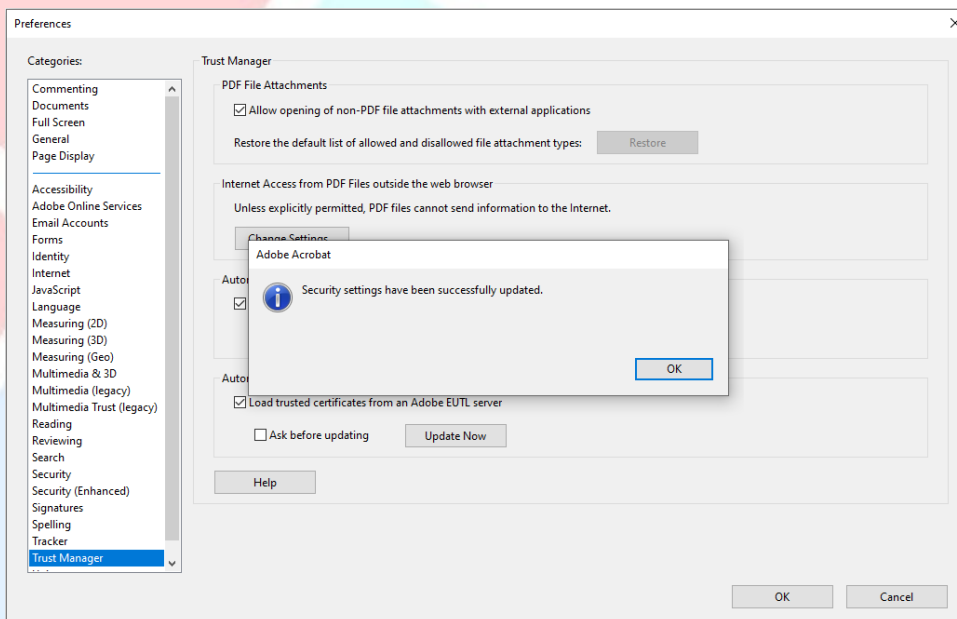 Preferences
Categories:
Commenting
Documents
Full Screen
General
Page Display
Accessibility
Adobe Online Services
Email Accounts
Forms
Identity
Internet
JavaScript
Language
Measuring (2D)
Measuring (3D)
Measuring (Geo)
Multimedia & 3D
Multimedia (legacy)
Multimedia Trust (legacy)
Reading
Reviewing
Search
Security
Security (Enhanced)
Signatures
Spelling
Tracker
Trust Manager
Trust Manager
PDF File Attachments
Allow opening of non-PDF file attachments with external applications
Restore the default list of allowed and disallowed file attachment types: Restore
Internet Access from PDF Files outside the web browser
Unless explicitly permitted, PDF files cannot send information to the Internet.
Change Settings
Adobe Acrobat
Security settings have been successfully updated.
OK
Load trusted certificates from an Adobe EUTL server
Ask before updating Update Now
Help
OK Cancel